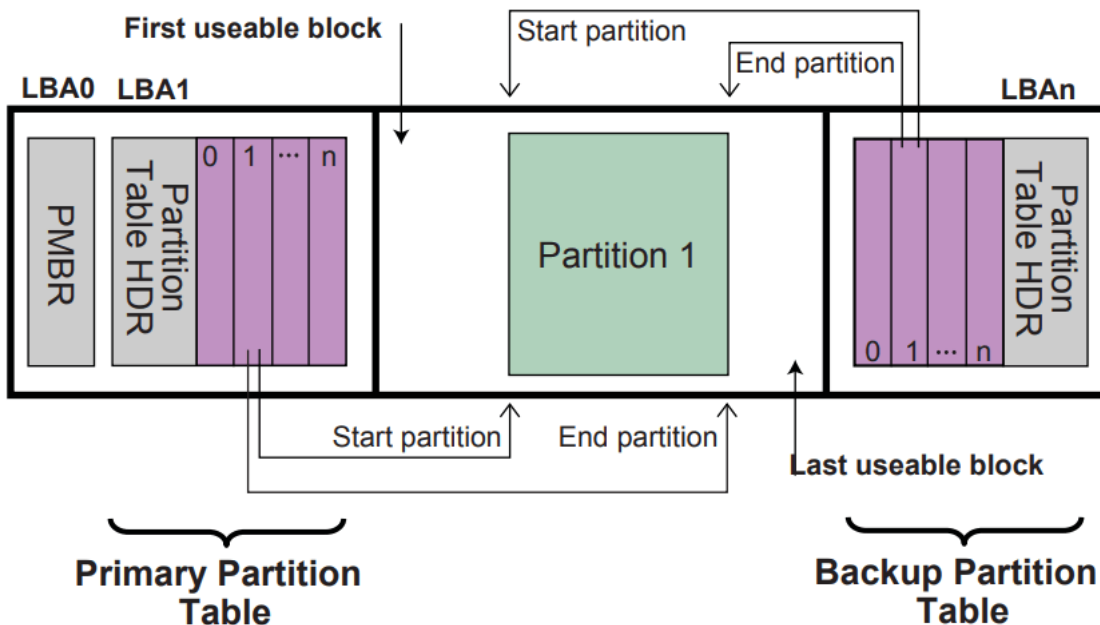 First useable block
Start partition
End partition
LBA0
LBA1
LBAn
PMBR
Partition
Table HDR
0 1 ... n
Partition 1
0 1 ... n
Partition
Table HDR
Start partition
End partition
Last useable block
Primary Partition
Table
Backup Partition
Table